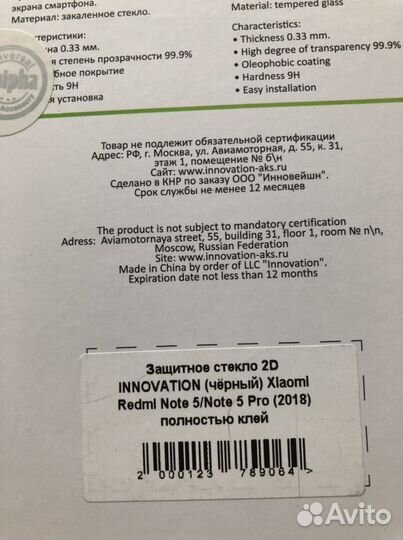 экрана смартфона.
Материал: закаленное стекло.
Material: tempered glass
Characteristics:
• Thickness 0.33 mm.
• High degree of transparency 99.9%
• Oleophobic coating
• Hardness 9H
• Easy installation
0.33 мм.
степень прозрачности 99.9%
покрытие
9H
установка
alpha
Товар не подлежит обязательной сертификации
Адрес: РФ, г. Москва, ул. Авиамоторная, д. 55, к. 31,
этаж 1, помещение № б\н
Сайт: www.innovation-aks.ru
Сделано в КНР по заказу ООО "Инновейшн".
Срок службы не менее 12 месяцев
The product is not subject to mandatory certification
Adress: Aviamotornaya street, 55, building 31, floor 1, room № n\n,
Moscow, Russian Federation
Site: www.innovation-aks.ru
Made in China by order of LLC "Innovation".
Expiration date not less than 12 months
Защитное стекло 2D
INNOVATION (чёрный) Xiaomi
Redmi Note 5/Note 5 Pro (2018)
полностью клей
2 000123 789064 >
Avito